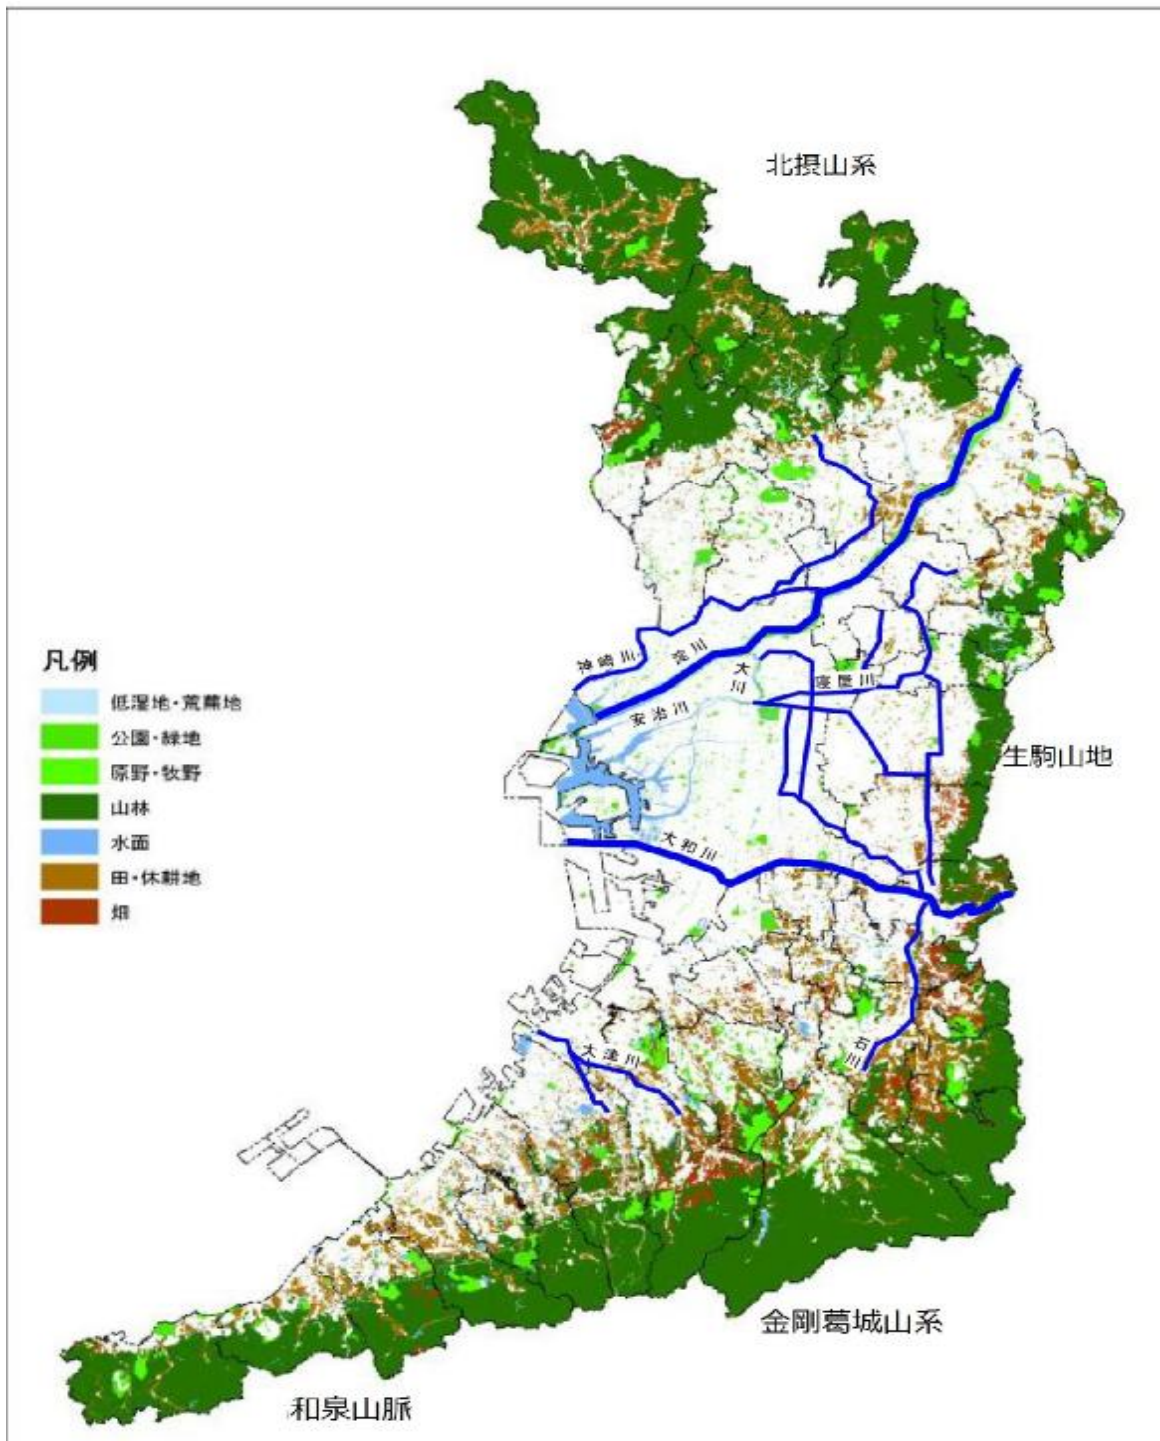 北摂山系
神崎川
淀川
大川
寝屋川
安治川
生駒山地
大和川
凡例
低湿地・荒蕪地
公園・緑地
原野・牧野
山林
水面
田・休耕地
畑
石川
大津川
金剛葛城山系
和泉山脈